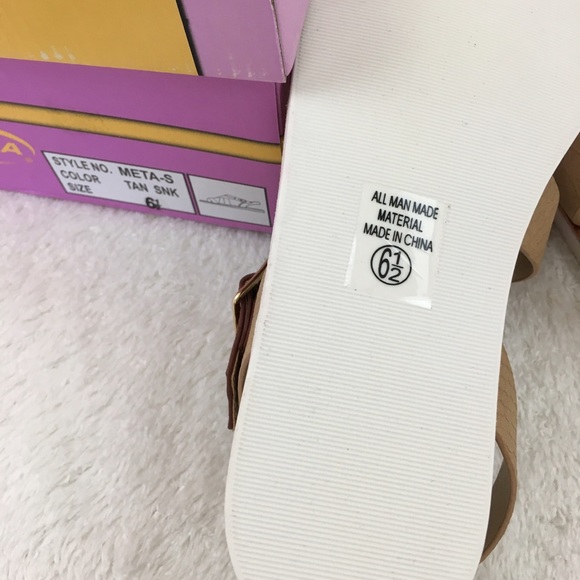 A
STYLE NO. META-S
COLOR TAN SNK
SIZE 6½
ALL MAN MADE
MATERIAL
MADE IN CHINA
6½